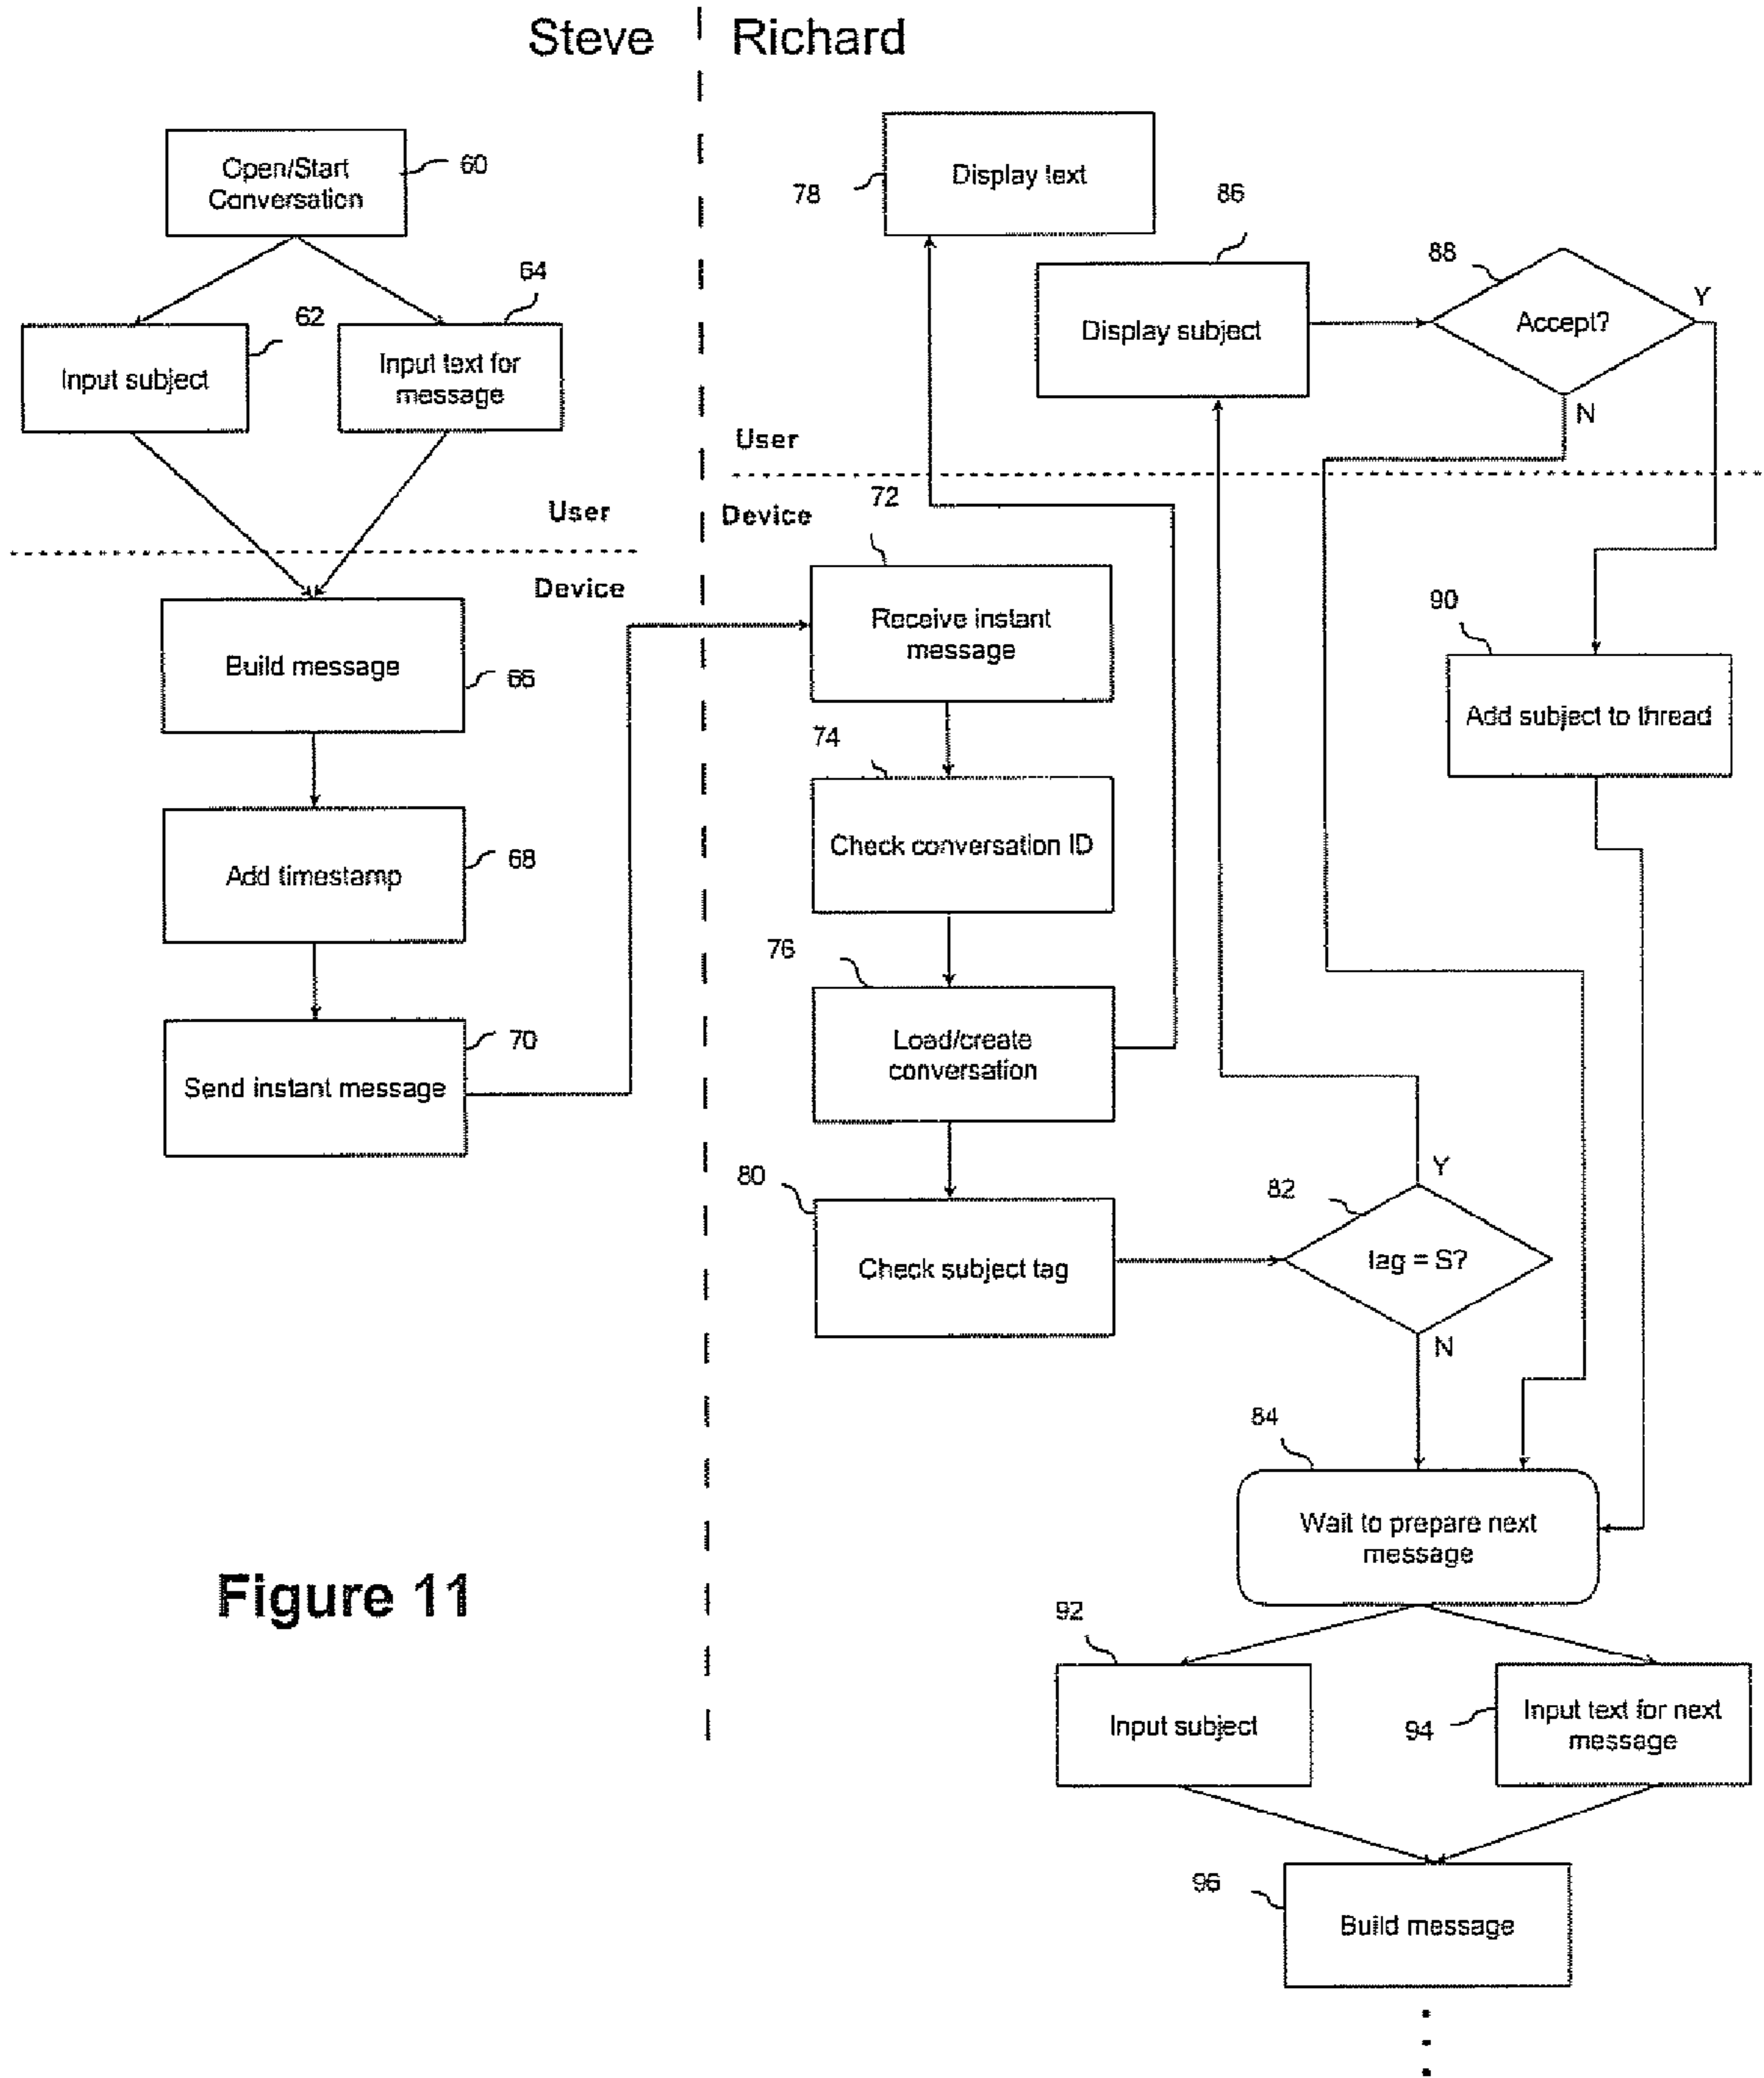 Steve
Richard
Open/Start
Conversation
60
62
64
Input subject
Input text for
message
User
Device
Build message
66
Add timestamp
68
Send instant message
70
Display text
78
86
Display subject
88
Accept?
Y
N
User
Device
72
Receive instant
message
74
Check conversation ID
76
Load/create
conversation
80
Check subject tag
82
tag = S?
Y
N
90
Add subject to thread
84
Wait to prepare next
message
92
Input subject
94
Input text for next
message
96
Build message
Figure 11